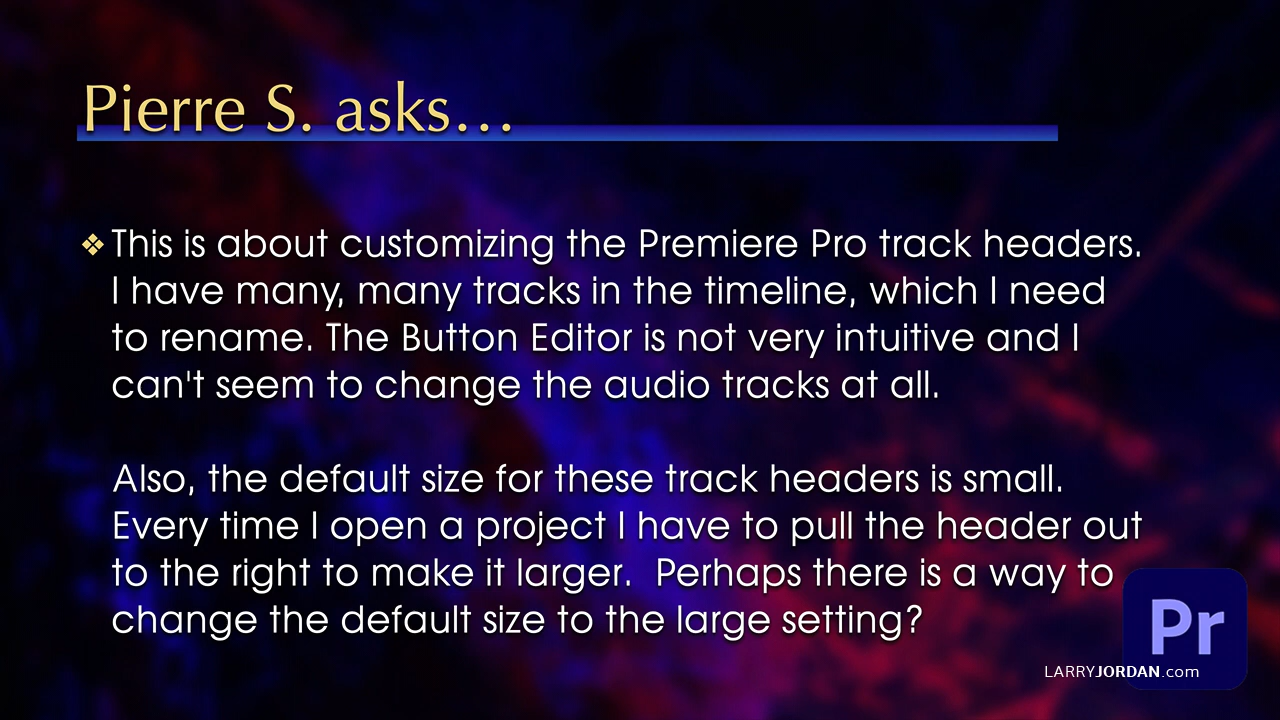 Pierre S. asks…
❖ This is about customizing the Premiere Pro track headers.
I have many, many tracks in the timeline, which I need
to rename. The Button Editor is not very intuitive and I
can't seem to change the audio tracks at all.
Also, the default size for these track headers is small.
Every time I open a project I have to pull the header out
to the right to make it larger.  Perhaps there is a way to
change the default size to the large setting?
Pr
LARRYJORDAN.com